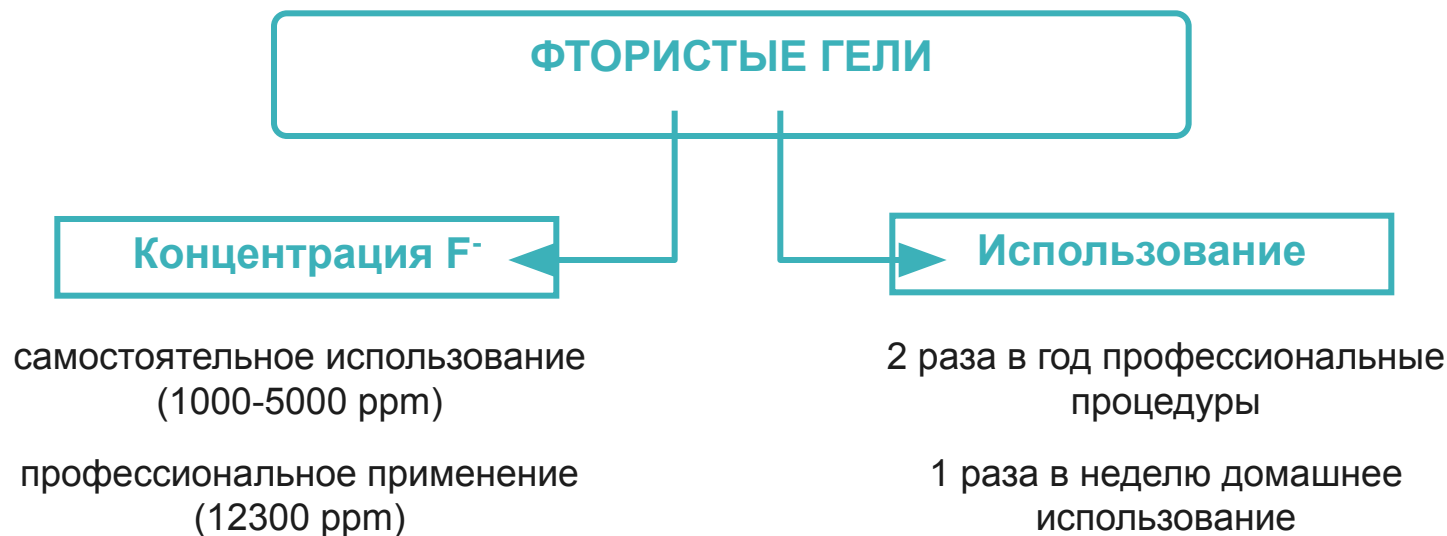 ФТОРИСТЫЕ ГЕЛИ
Концентрация F⁻
самостоятельное использование
(1000-5000 ppm)
профессиональное применение
(12300 ppm)
Использование
2 раза в год профессиональные
процедуры
1 раза в неделю домашнее
использование